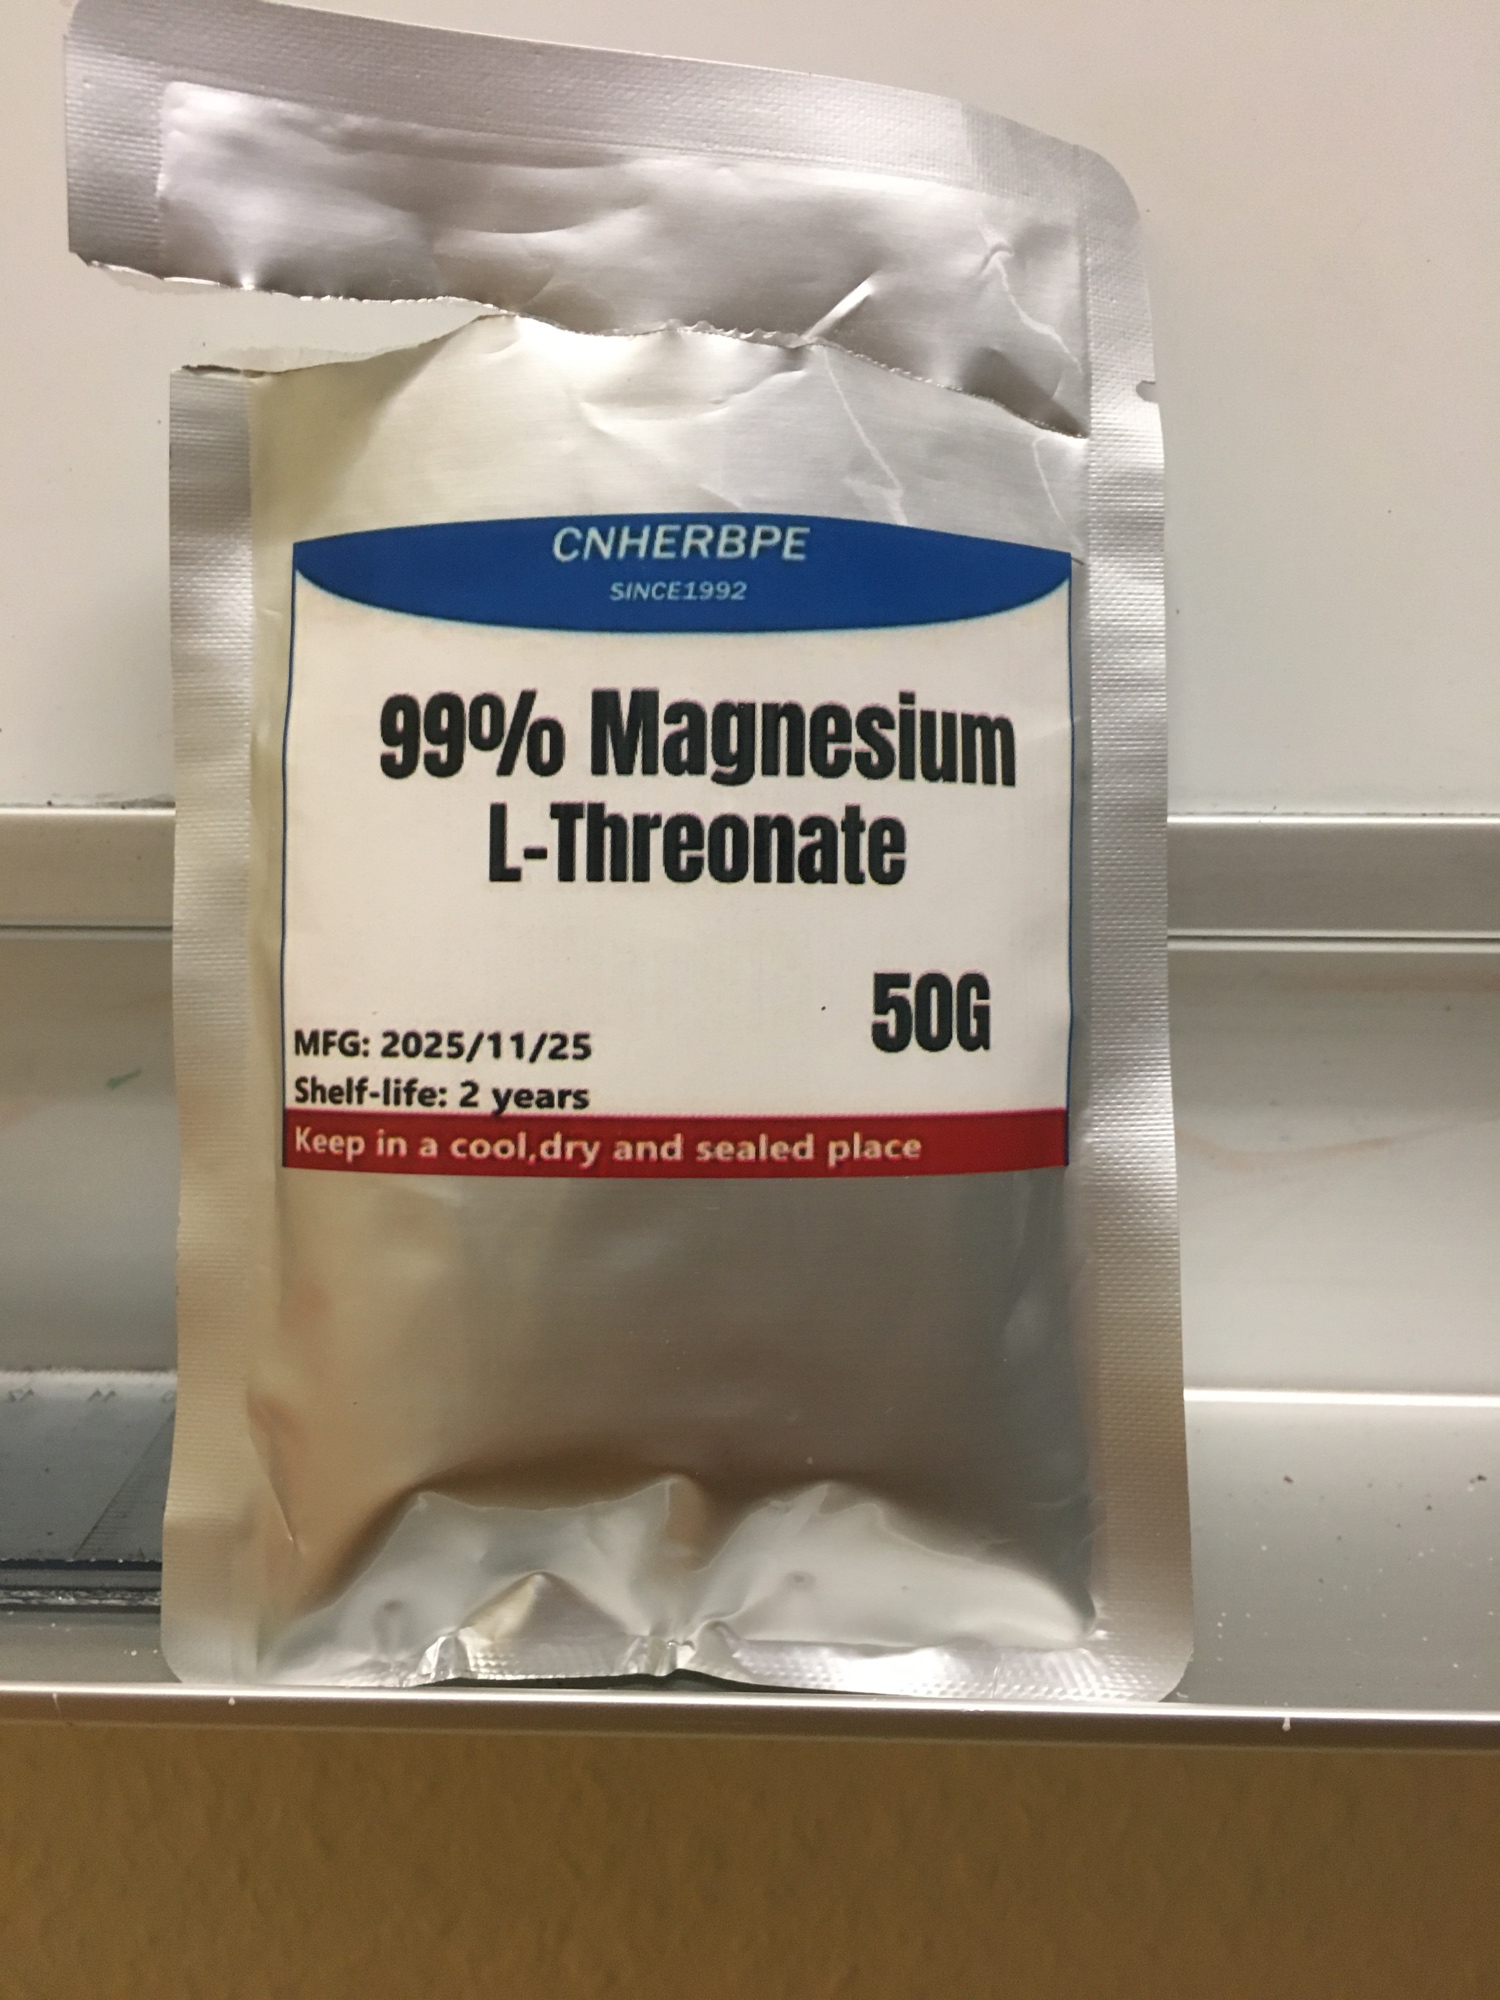 CNHERBPE
SINCE1992
99% Magnesium
L-Threonate
50G
MFG: 2025/11/25
Shelf-life: 2 years
Keep in a cool,dry and sealed place